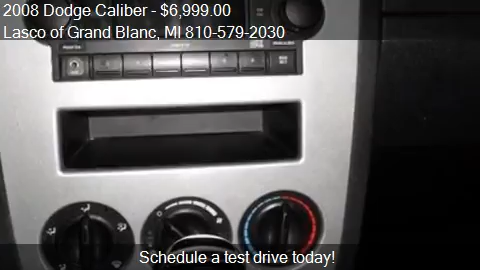 2008 Dodge Caliber - $6,999.00
Lasco of Grand Blanc, MI 810-579-2030
Schedule a test drive today!